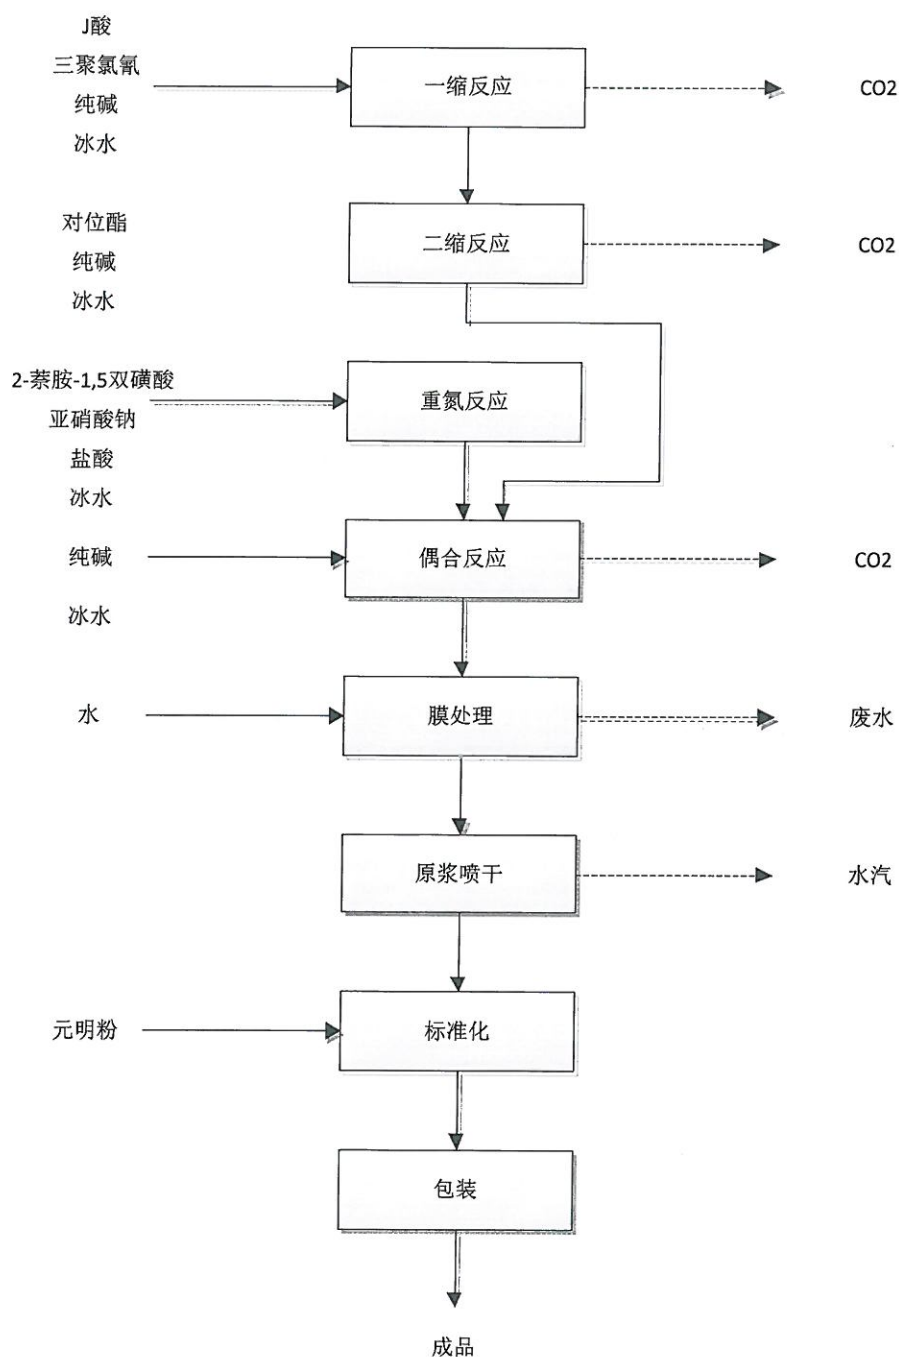 J酸
三聚氯氰
纯碱
冰水
一缩反应
CO2
对位酯
纯碱
冰水
二缩反应
CO2
2-萘胺-1,5双磺酸
亚硝酸钠
盐酸
冰水
重氮反应
纯碱
冰水
偶合反应
CO2
水
膜处理
废水
原浆喷干
水汽
元明粉
标准化
包装
成品